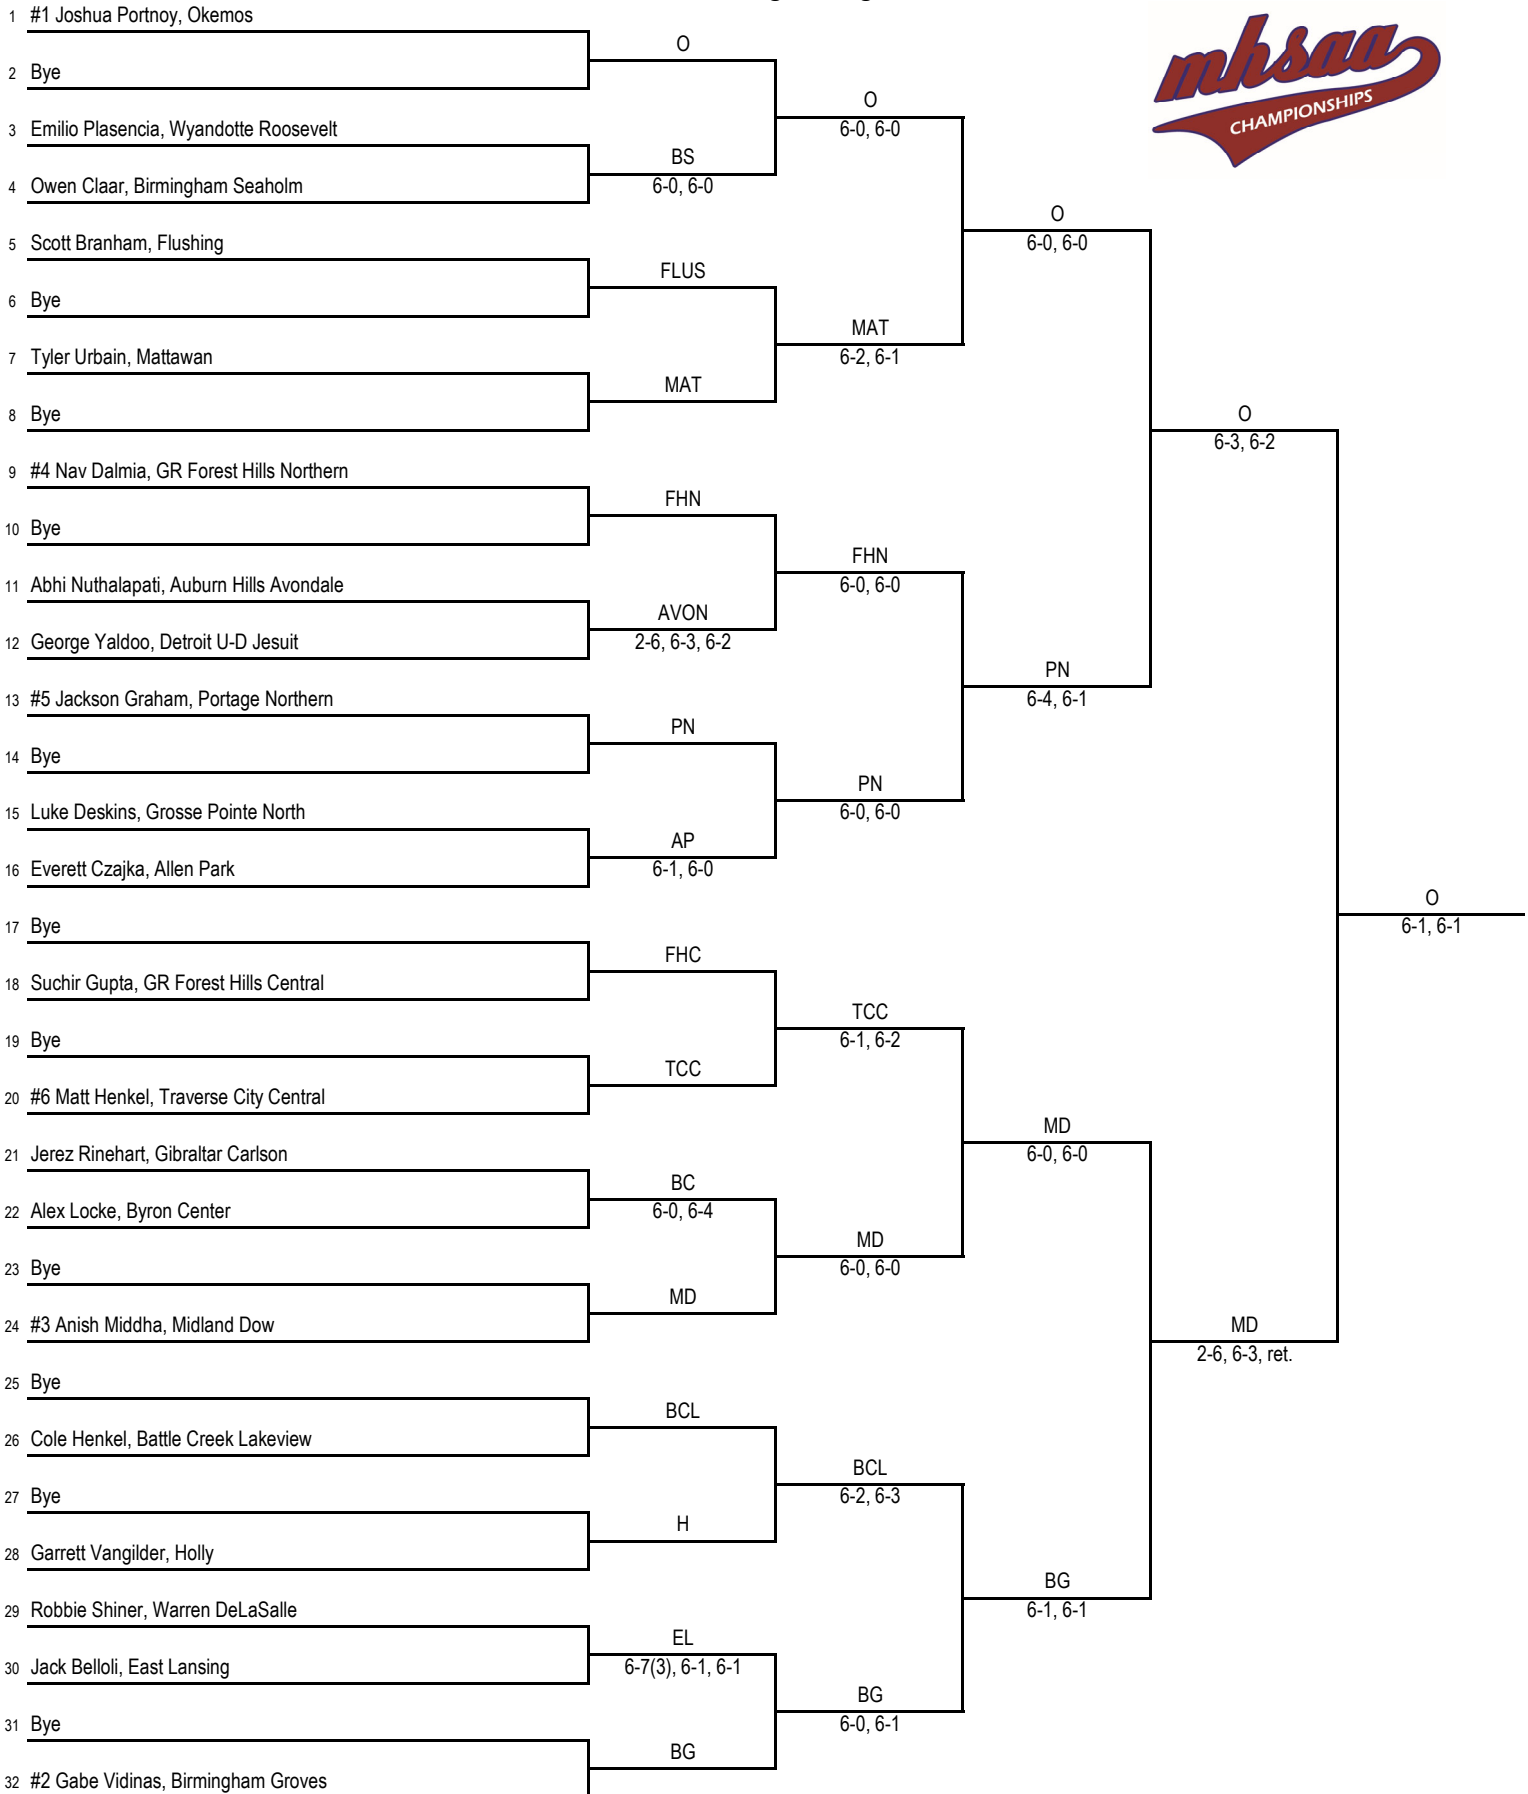 1 #1 Joshua Portnoy, Okemos
2 Bye
3 Emilio Plasencia, Wyandotte Roosevelt
4 Owen Claar, Birmingham Seaholm
5 Scott Branham, Flushing
6 Bye
7 Tyler Urbain, Mattawan
8 Bye
9 #4 Nav Dalmia, GR Forest Hills Northern
10 Bye
11 Abhi Nuthalapati, Auburn Hills Avondale
12 George Yaldoo, Detroit U-D Jesuit
13 #5 Jackson Graham, Portage Northern
14 Bye
15 Luke Deskins, Grosse Pointe North
16 Everett Czajka, Allen Park
17 Bye
18 Suchir Gupta, GR Forest Hills Central
19 Bye
20 #6 Matt Henkel, Traverse City Central
21 Jerez Rinehart, Gibraltar Carlson
22 Alex Locke, Byron Center
23 Bye
24 #3 Anish Middha, Midland Dow
25 Bye
26 Cole Henkel, Battle Creek Lakeview
27 Bye
28 Garrett Vangilder, Holly
29 Robbie Shiner, Warren DeLaSalle
30 Jack Belloli, East Lansing
31 Bye
32 #2 Gabe Vidinas, Birmingham Groves
O
BS
6-0, 6-0
FLUS
MAT
FHN
AVON
2-6, 6-3, 6-2
PN
AP
6-1, 6-0
FHC
TCC
BC
6-0, 6-4
MD
BCL
H
EL
6-7(3), 6-1, 6-1
BG
O
6-0, 6-0
MAT
6-2, 6-1
FHN
6-0, 6-0
PN
6-0, 6-0
TCC
6-1, 6-2
MD
6-0, 6-0
BCL
6-2, 6-3
BG
6-0, 6-1
O
6-0, 6-0
PN
6-4, 6-1
MD
6-0, 6-0
BG
6-1, 6-1
O
6-3, 6-2
MD
2-6, 6-3, ret.
O
6-1, 6-1
mhsaa
CHAMPIONSHIPS